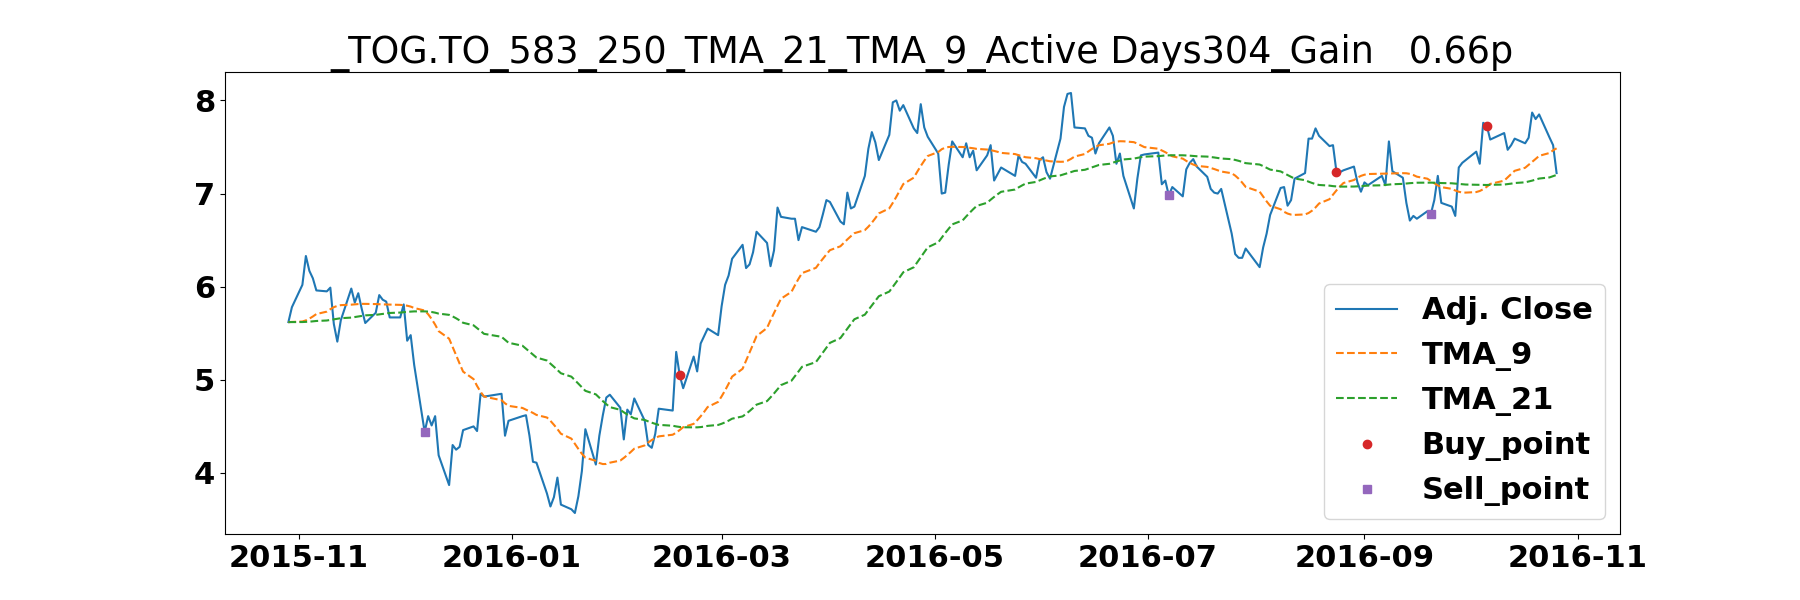 _TOG.TO_583_250_TMA_21_TMA_9_Active Days304_Gain   0.66p
8
7
6
5
4
2015-11
2016-01
2016-03
2016-05
2016-07
2016-09
2016-11
Adj. Close
TMA_9
TMA_21
Buy_point
Sell_point